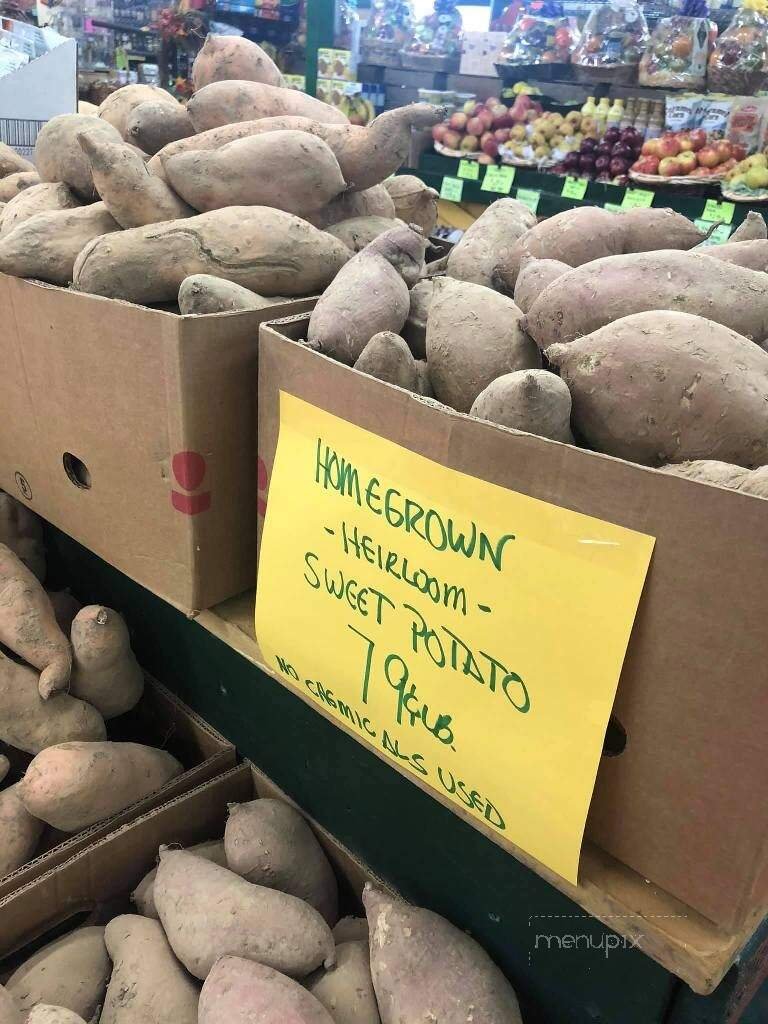 HOMEGROWN
- HEIRLOOM -
SWEET POTATO
79¢ LB.
NO CHEMICALS USED
menupix